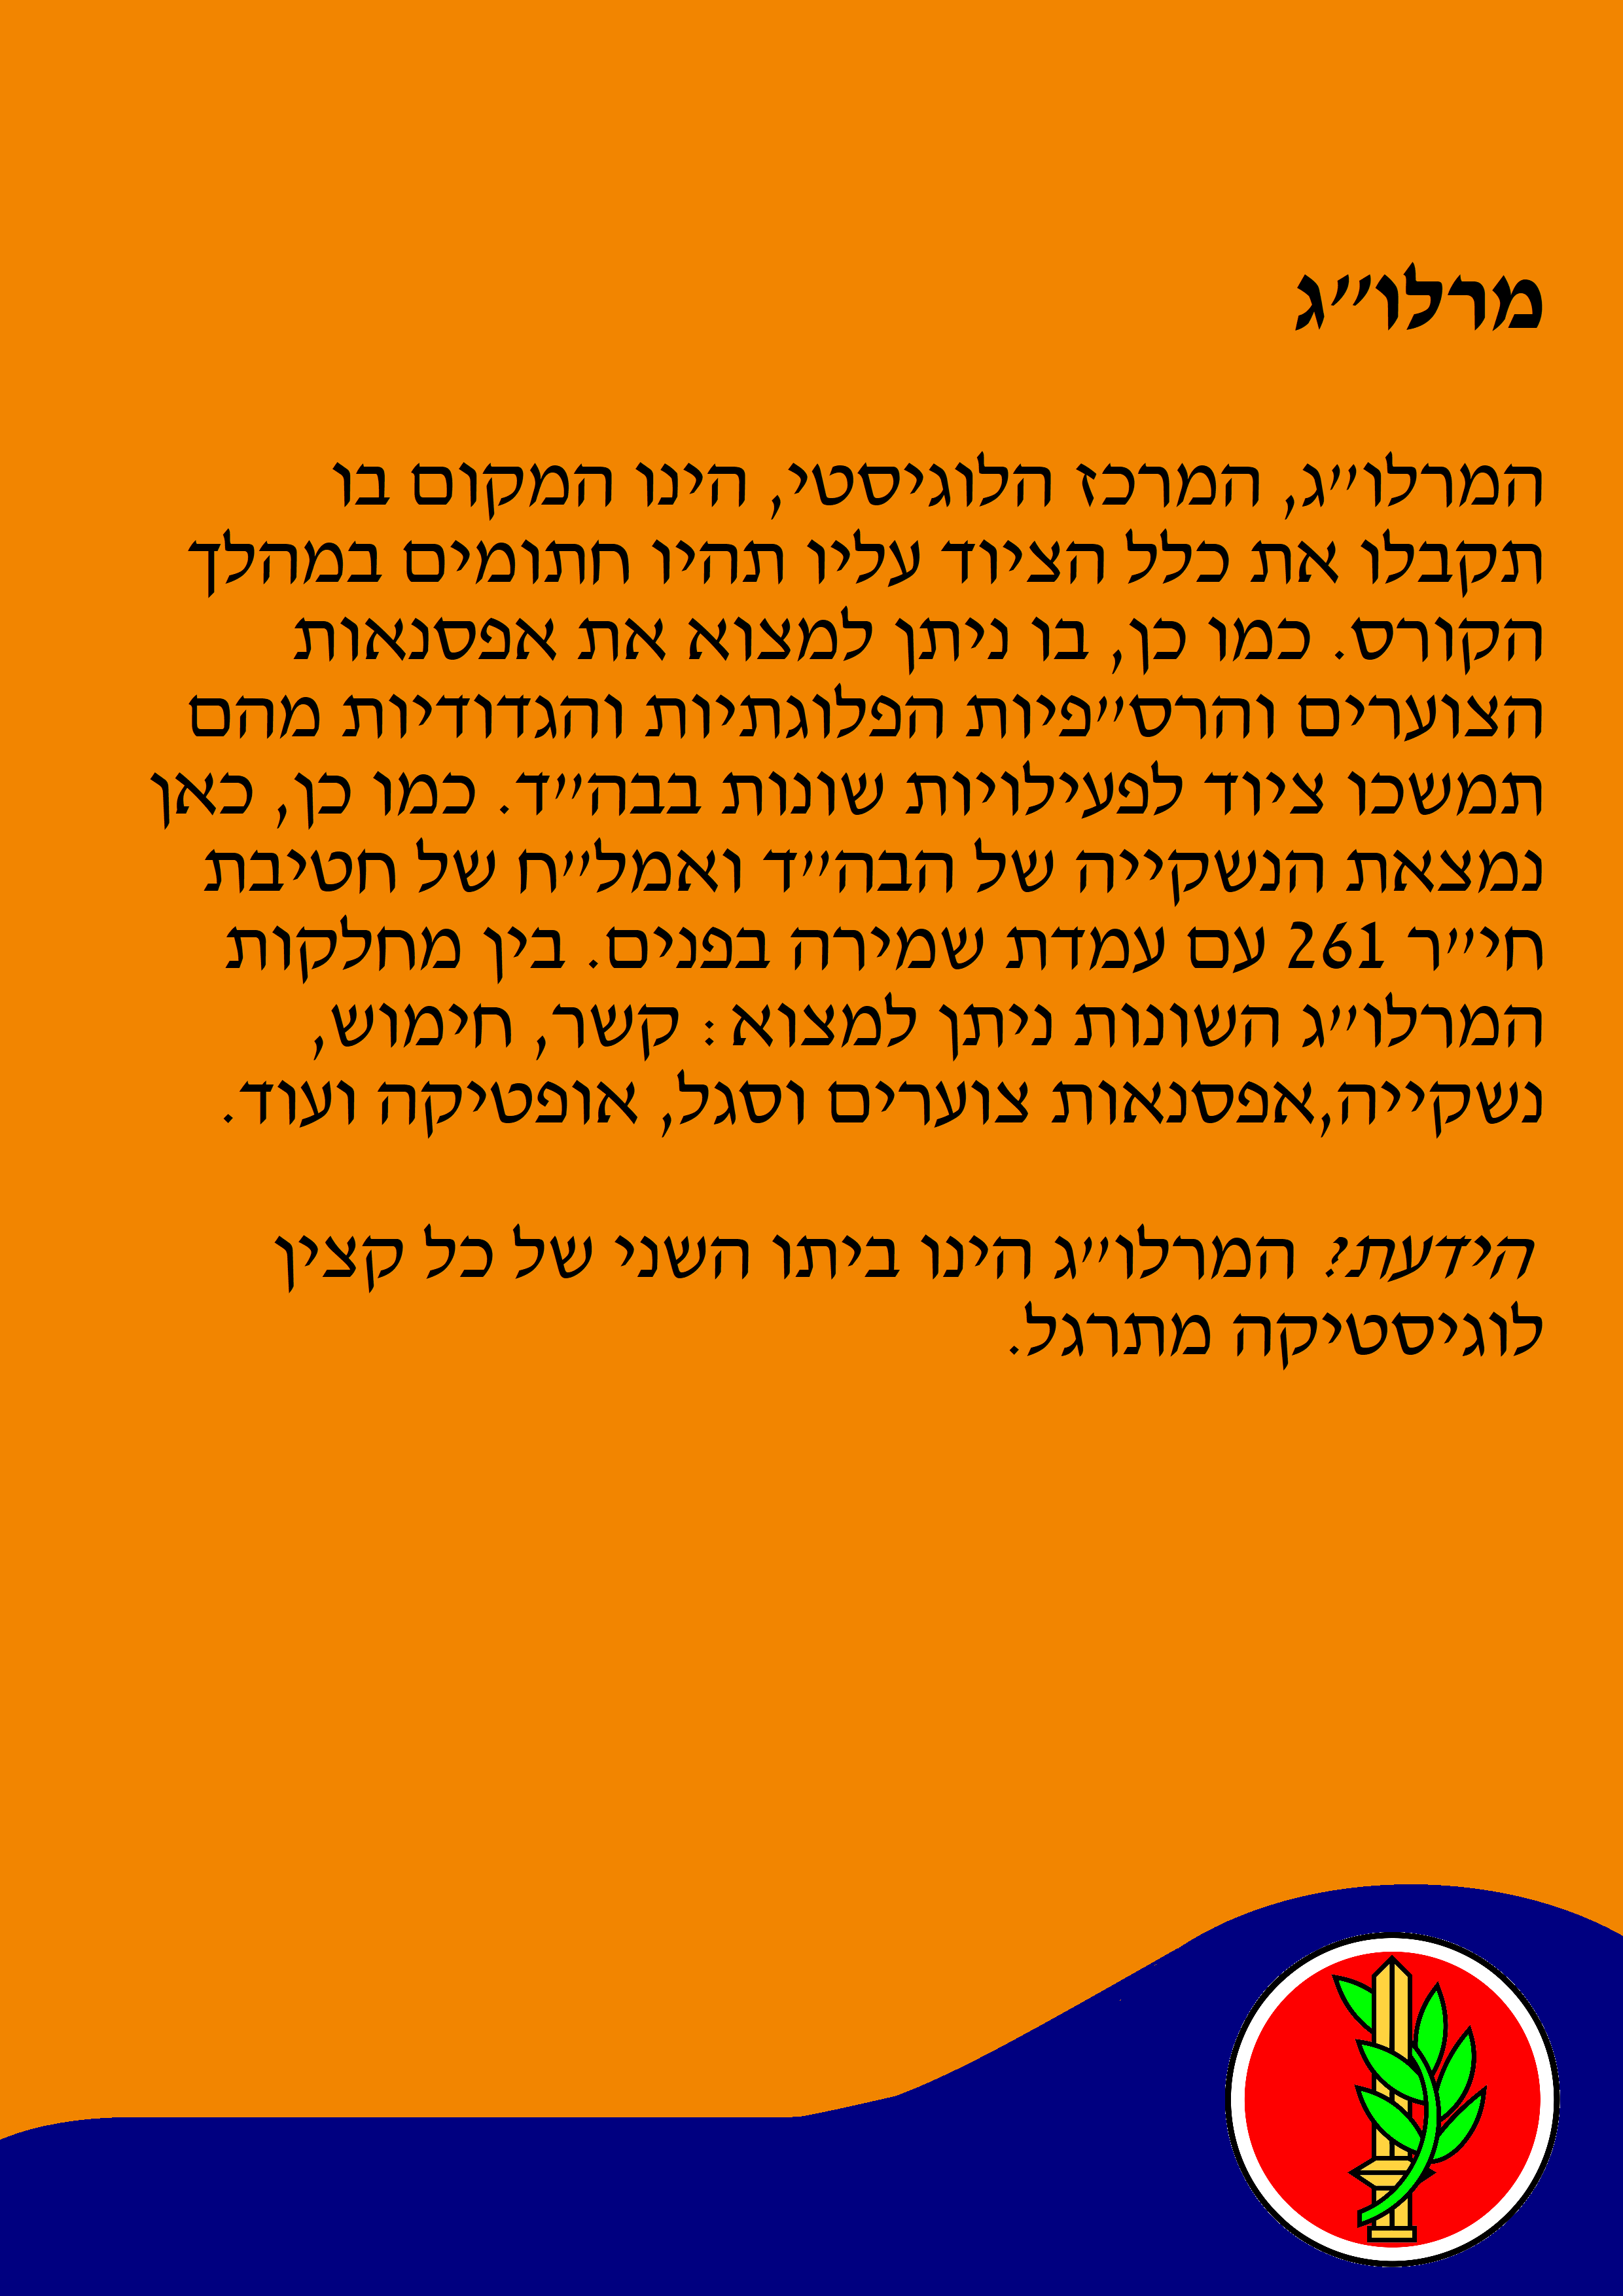 מרלו״ג
המרלו״ג, המרכז הלוגיסטי, הינו המקום בו
תקבלו את כלל הציוד עליו תהיו חתומים במהלך
הקורס. כמו כן, בו ניתן למצוא את אפסנאות
הצוערים והרס״פיות הפלוגתיות והגדודיות מהם
תמשכו ציוד לפעילויות שונות בבה״ד. כמו כן, כאן
נמצאת הנשקייה של הבה״ד ואמל״ח של חטיבת
חי״ר 261 עם עמדת שמירה בפנים. בין מחלקות
המרלו״ג השונות ניתן למצוא: קשר, חימוש,
נשקייה,אפסנאות צוערים וסגל, אופטיקה ועוד.
הידעת? המרלו״ג הינו ביתו השני של כל קצין
לוגיסטיקה מתרגל.